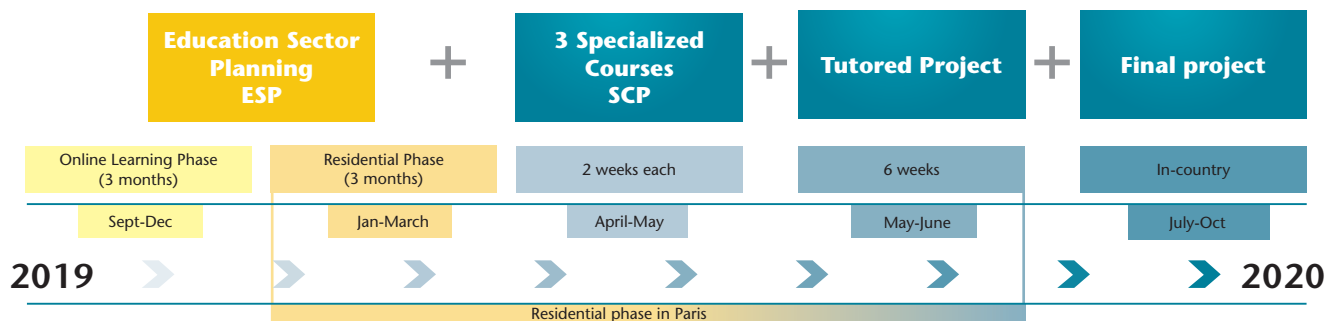 Education Sector
Planning
ESP
+
3 Specialized
Courses
SCP
+
Tutored Project
+
Final project
Online Learning Phase
(3 months)
Residential Phase
(3 months)
2 weeks each
6 weeks
In-country
Sept-Dec
Jan-March
April-May
May-June
July-Oct
2019
2020
Residential phase in Paris